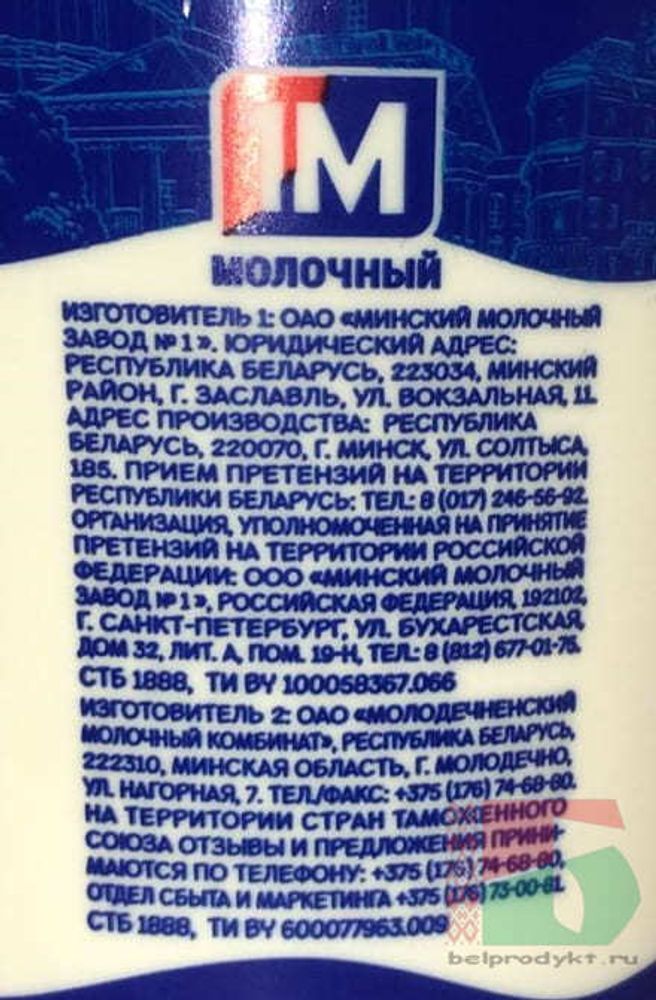 1М
МОЛОЧНЫЙ
ИЗГОТОВИТЕЛЬ 1: ОАО «МИНСКИЙ МОЛОЧНЫЙ
ЗАВОД №1». ЮРИДИЧЕСКИЙ АДРЕС:
РЕСПУБЛИКА БЕЛАРУСЬ, 223034, МИНСКИЙ
РАЙОН, Г. ЗАСЛАВЛЬ, УЛ. ВОКЗАЛЬНАЯ, 11.
АДРЕС ПРОИЗВОДСТВА: РЕСПУБЛИКА
БЕЛАРУСЬ, 220070, Г. МИНСК, УЛ. СОЛТЫСА,
185. ПРИЕМ ПРЕТЕНЗИЙ НА ТЕРРИТОРИИ
РЕСПУБЛИКИ БЕЛАРУСЬ: ТЕЛ.: 8 (017) 246-56-92.
ОРГАНИЗАЦИЯ, УПОЛНОМОЧЕННАЯ НА ПРИНЯТИЕ
ПРЕТЕНЗИЙ НА ТЕРРИТОРИИ РОССИЙСКОЙ
ФЕДЕРАЦИИ: ООО «МИНСКИЙ МОЛОЧНЫЙ
ЗАВОД №1», РОССИЙСКАЯ ФЕДЕРАЦИЯ, 192102,
Г. САНКТ-ПЕТЕРБУРГ, УЛ. БУХАРЕСТСКАЯ,
ДОМ 32, ЛИТ. А, ПОМ. 19-Н, ТЕЛ.: 8 (812) 677-01-75.
СТБ 1888, ТИ BY 100058367.066
ИЗГОТОВИТЕЛЬ 2: ОАО «МОЛОДЕЧНЕНСКИЙ
МОЛОЧНЫЙ КОМБИНАТ», РЕСПУБЛИКА БЕЛАРУСЬ,
222310, МИНСКАЯ ОБЛАСТЬ, Г. МОЛОДЕЧНО,
УЛ. НАГОРНАЯ, 7. ТЕЛ/ФАКС: +375 (176) 74-68-80.
НА ТЕРРИТОРИИ СТРАН ТАМОЖЕННОГО
СОЮЗА ОТЗЫВЫ И ПРЕДЛОЖЕНИЯ ПРИНИ-
МАЮТСЯ ПО ТЕЛЕФОНУ: +375 (176) 74-68-80,
ОТДЕЛ СБЫТА И МАРКЕТИНГА +375 (176) 73-00-81.
СТБ 1888, ТИ BY 600077963.009
Б
belprodykt.ru